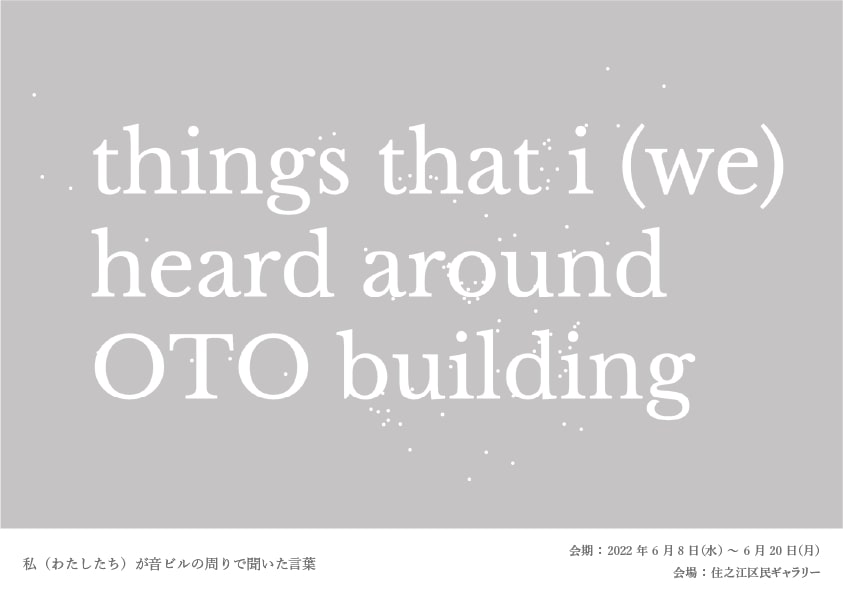 things that i (we)
heard around
OTO building
私（わたしたち）が音ビルの周りで聞いた言葉
会期：2022 年 6 月 8 日(水) 〜 6 月 20 日(月)
会場：住之江区民ギャラリー